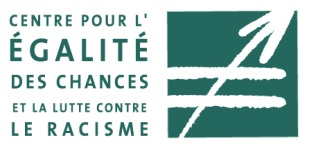 CENTRE POUR L'
ÉGALITÉ
DES CHANCES
ET LA LUTTE CONTRE
LE RACISME